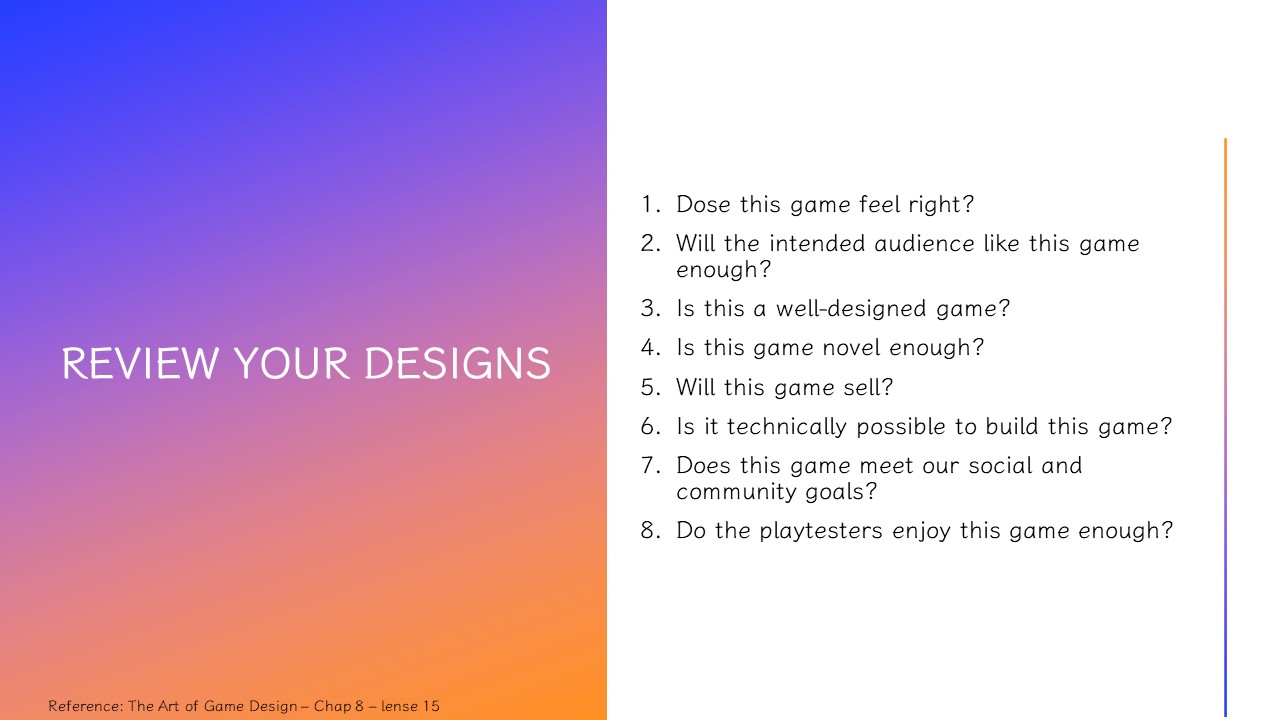 REVIEW YOUR DESIGNS
Reference: The Art of Game Design – Chap 8 – lense 15
1. Dose this game feel right?
2. Will the intended audience like this game
enough?
3. Is this a well-designed game?
4. Is this game novel enough?
5. Will this game sell?
6. Is it technically possible to build this game?
7. Does this game meet our social and
community goals?
8. Do the playtesters enjoy this game enough?